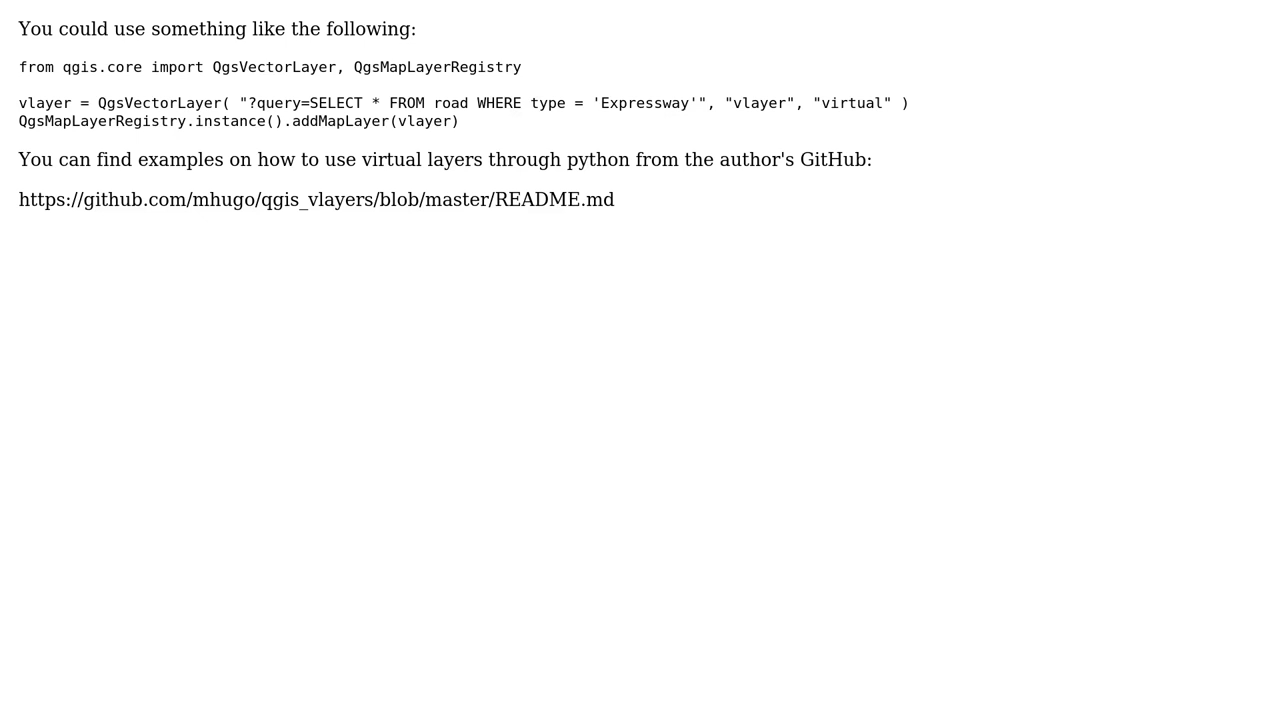 You could use something like the following:
from qgis.core import QgsVectorLayer, QgsMapLayerRegistry
vlayer = QgsVectorLayer( "?query=SELECT * FROM road WHERE type = 'Expressway'", "vlayer", "virtual" )
QgsMapLayerRegistry.instance().addMapLayer(vlayer)
You can find examples on how to use virtual layers through python from the author's GitHub:
https://github.com/mhugo/qgis_vlayers/blob/master/README.md